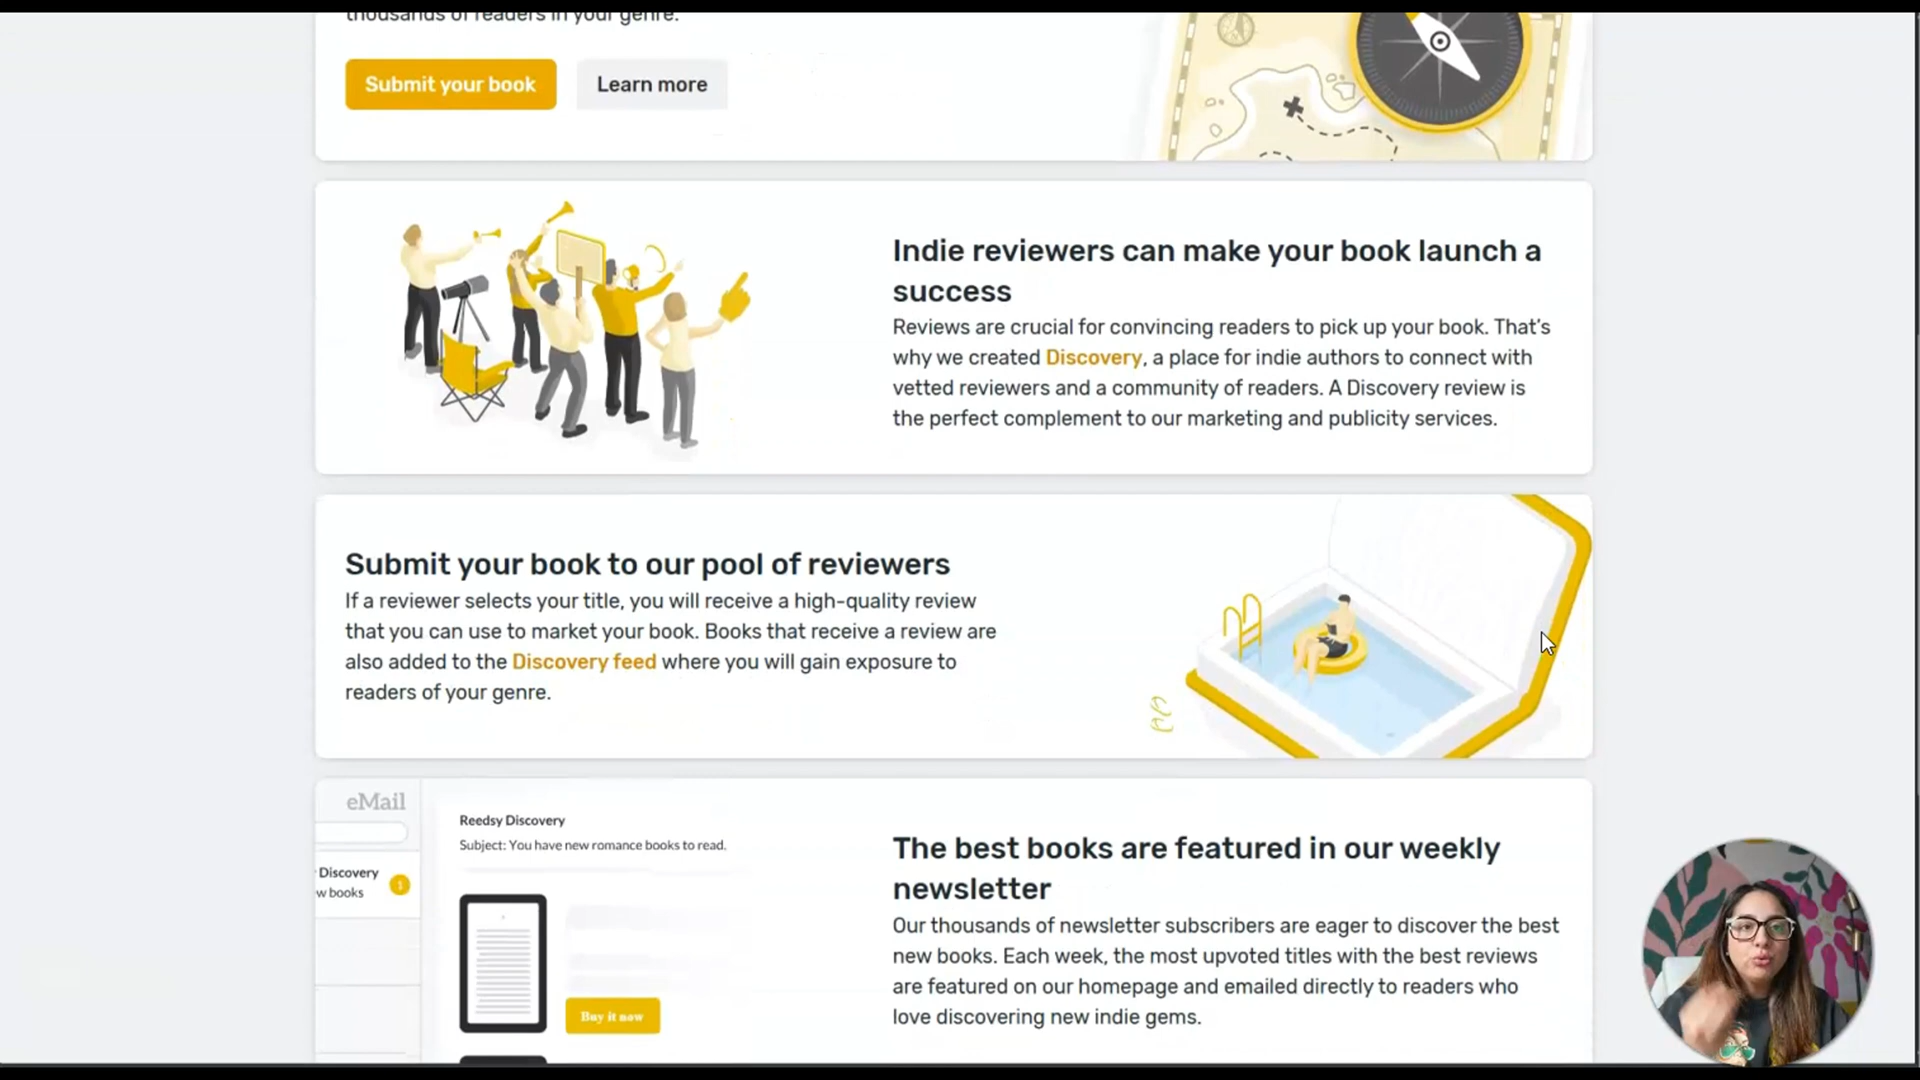 thousands of readers in your genre.
Submit your book
Learn more
Indie reviewers can make your book launch a
success
Reviews are crucial for convincing readers to pick up your book. That's
why we created Discovery, a place for indie authors to connect with
vetted reviewers and a community of readers. A Discovery review is
the perfect complement to our marketing and publicity services.
Submit your book to our pool of reviewers
If a reviewer selects your title, you will receive a high-quality review
that you can use to market your book. Books that receive a review are
also added to the Discovery feed where you will gain exposure to
readers of your genre.
eMail
Discovery
w books
1
Reedsy Discovery
Subject: You have new romance books to read.
Buy it now
The best books are featured in our weekly
newsletter
Our thousands of newsletter subscribers are eager to discover the best
new books. Each week, the most upvoted titles with the best reviews
are featured on our homepage and emailed directly to readers who
love discovering new indie gems.